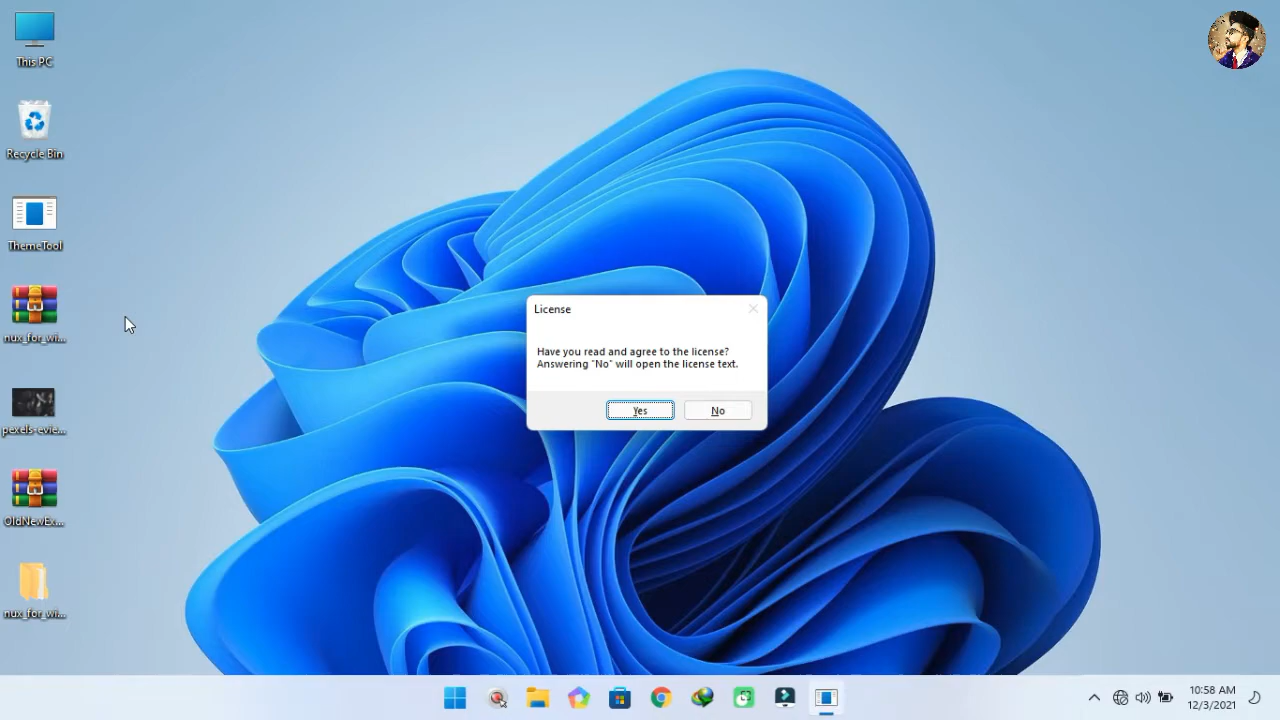 This PC
Recycle Bin
ThemeTool
nux_for_wi...
pexels-evie...
OldNewEx...
nux_for_wi...
License
Have you read and agree to the license?
Answering "No" will open the license text.
Yes
No
10:58 AM
12/3/2021